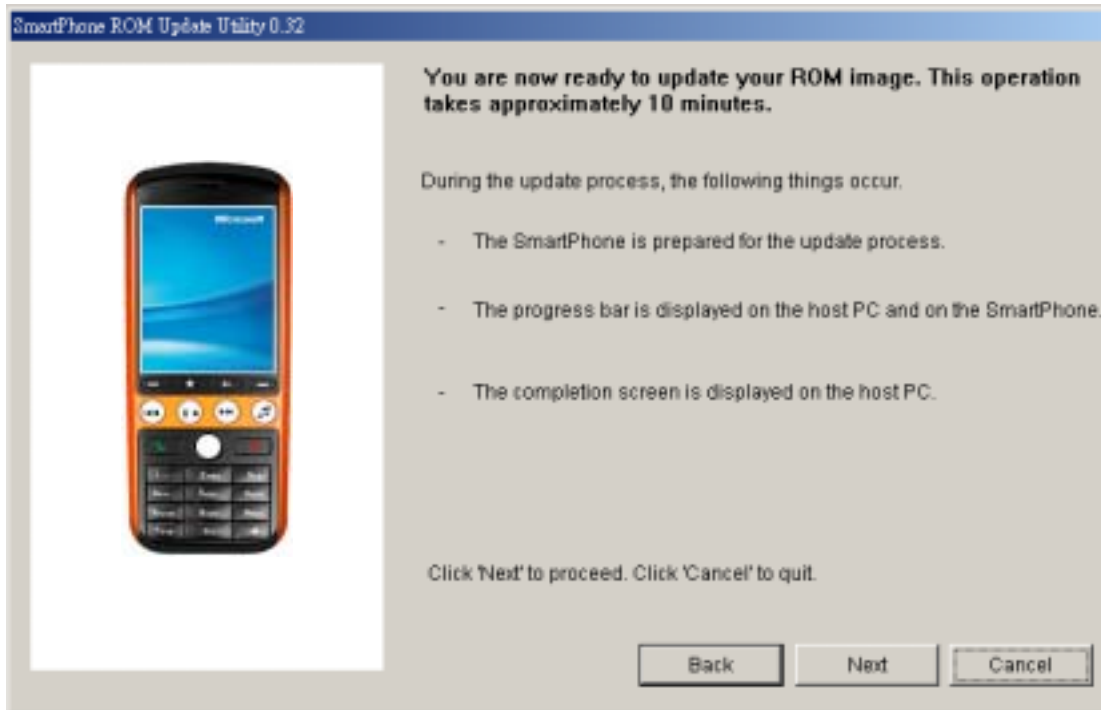 SmartPhone ROM Update Utility 0.32
You are now ready to update your ROM image. This operation
takes approximately 10 minutes.
During the update process, the following things occur.
- The SmartPhone is prepared for the update process.
- The progress bar is displayed on the host PC and on the SmartPhone.
- The completion screen is displayed on the host PC.
Click 'Next' to proceed. Click 'Cancel' to quit.
Back Next Cancel
Microsoft